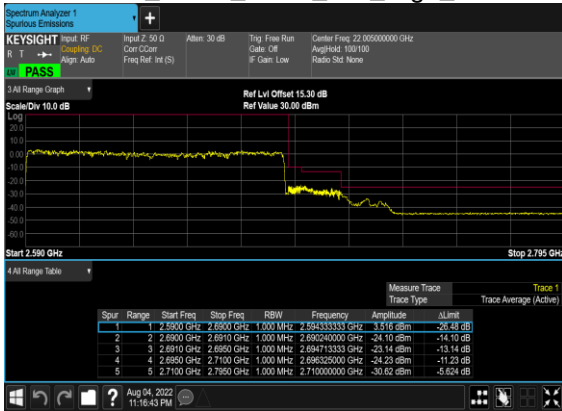 Spectrum Analyzer 1
Spurious Emissions
KEYSIGHT Input: RF
R T Coupling: DC
Align: Auto
LW PASS
Input Z: 50 Ω
Corr CCorr
Freq Ref: Int (S)
Atten: 30 dB
Trig: Free Run
Gate: Off
IF Gain: Low
Center Freq: 22.005000000 GHz
Avg|Hold: 100/100
Radio Std: None
3 All Range Graph
Scale/Div 10.0 dB
Ref Lvl Offset 15.30 dB
Ref Value 30.00 dBm
Log
20.0
10.0
0.00
-10.0
-20.0
-30.0
-40.0
-50.0
-60.0
Start 2.590 GHz
Stop 2.795 GHz
4 All Range Table
Measure Trace Trace 1
Trace Type Trace Average (Active)
Spur Range Start Freq Stop Freq RBW Frequency Amplitude ΔLimit
1 1 2.5900 GHz 2.6900 GHz 1.000 MHz 2.594333333 GHz 3.516 dBm -26.48 dB
2 2 2.6900 GHz 2.6910 GHz 1.000 MHz 2.690240000 GHz -24.10 dBm -14.10 dB
3 3 2.6910 GHz 2.6950 GHz 1.000 MHz 2.694713333 GHz -23.14 dBm -13.14 dB
4 4 2.6950 GHz 2.7100 GHz 1.000 MHz 2.696325000 GHz -24.23 dBm -11.23 dB
5 5 2.7100 GHz 2.7950 GHz 1.000 MHz 2.710000000 GHz -30.62 dBm -5.624 dB
? Aug 04, 2022
11:16:43 PM